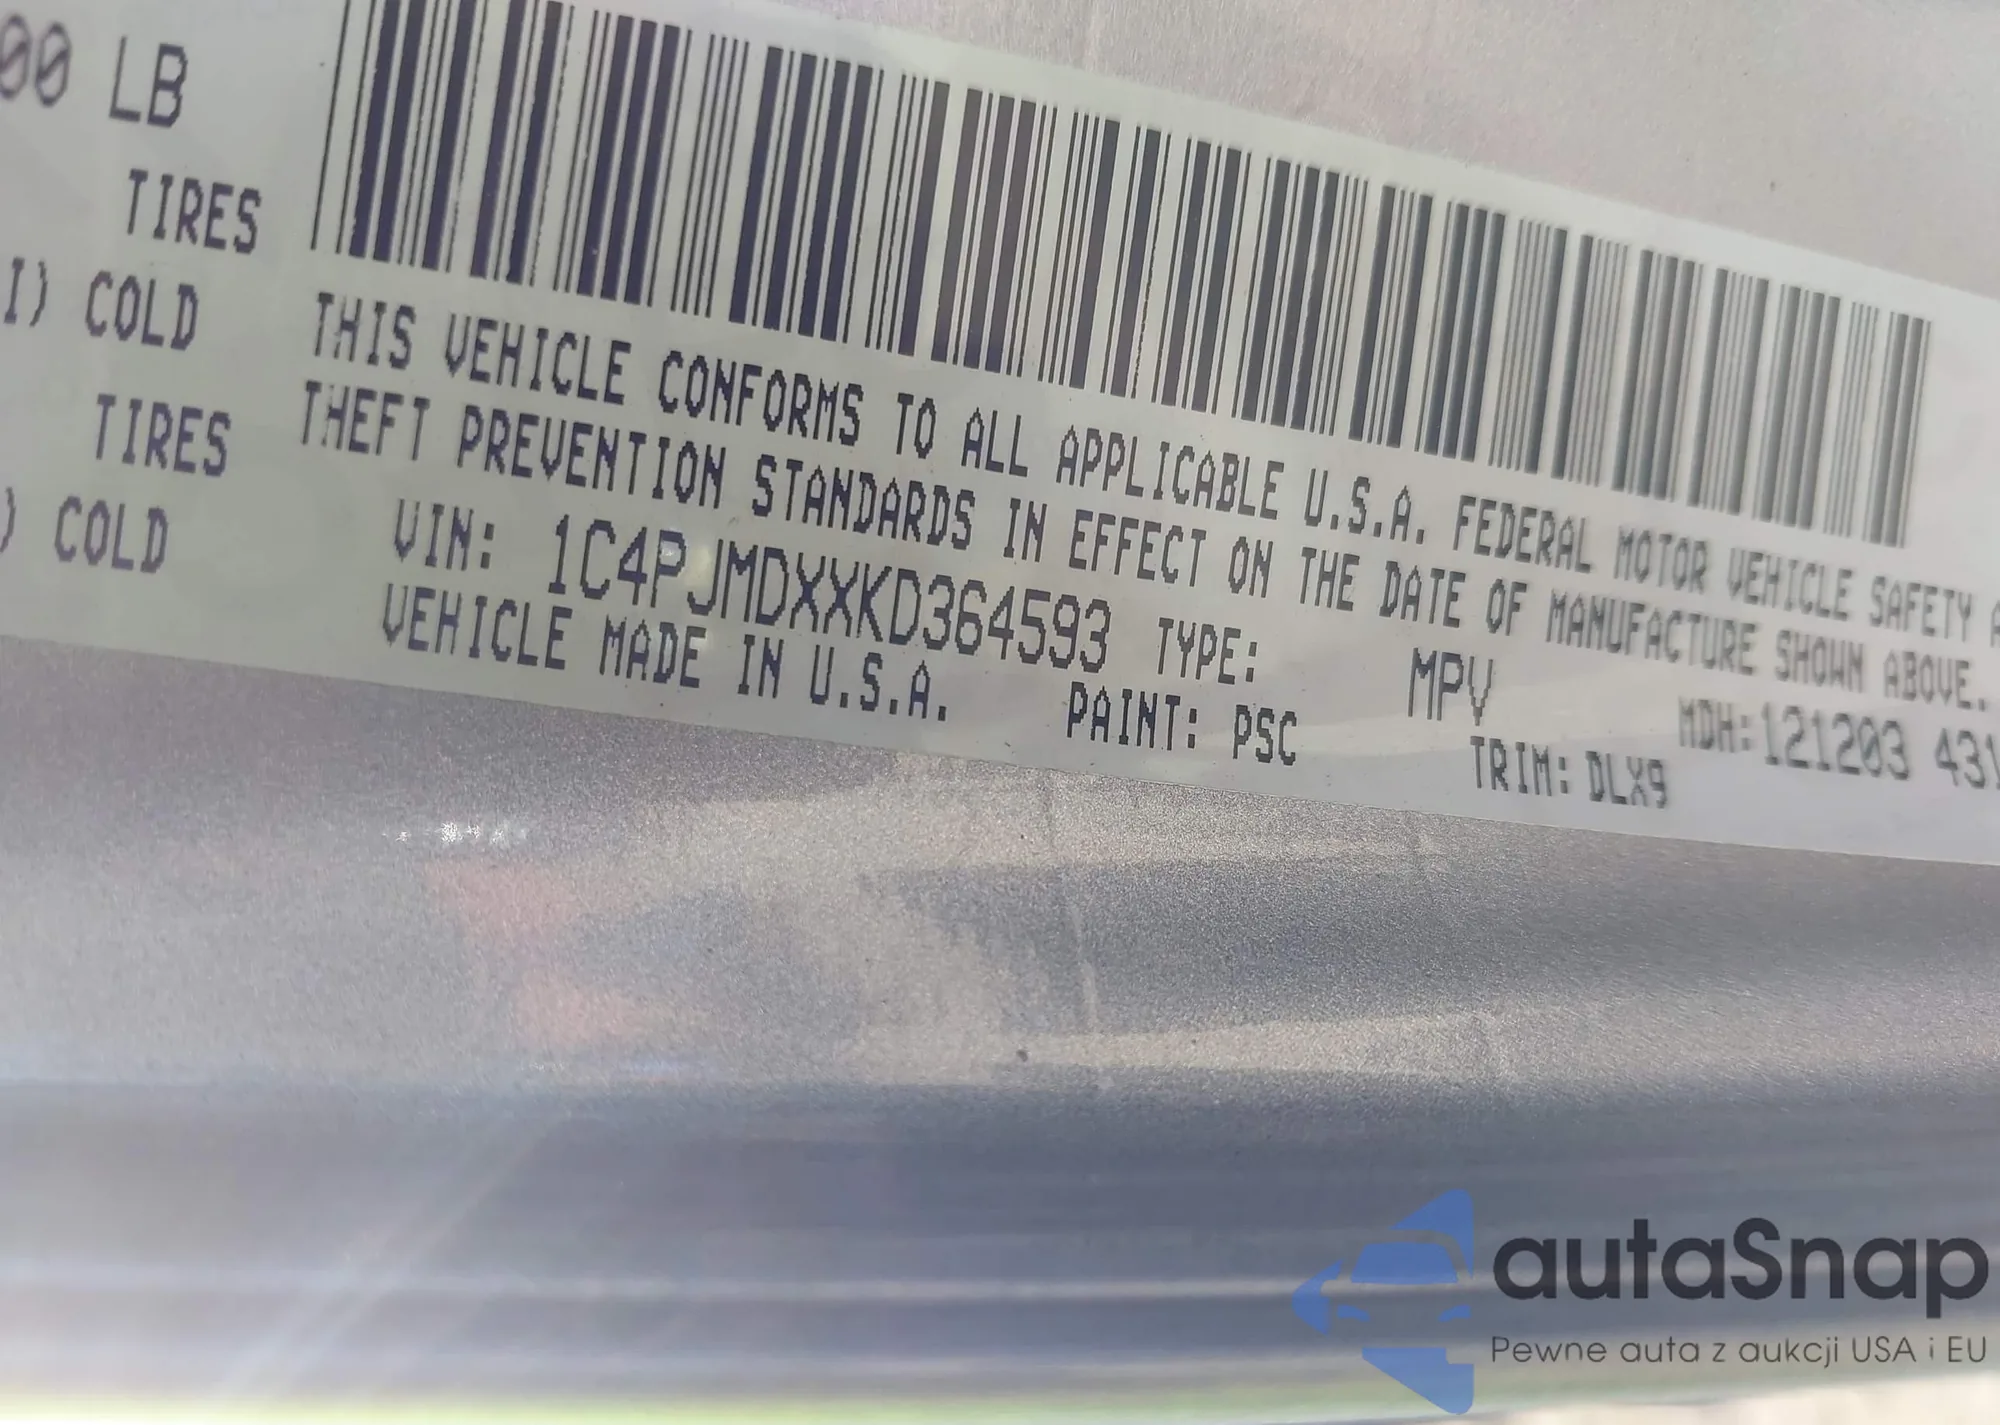 00 LB
TIRES
I) COLD
TIRES
) COLD
THIS VEHICLE CONFORMS TO ALL APPLICABLE U.S.A. FEDERAL MOTOR VEHICLE SAFETY A
THEFT PREVENTION STANDARDS IN EFFECT ON THE DATE OF MANUFACTURE SHOWN ABOVE.
VIN: 1C4PJMDXXKD364593 TYPE: MPV MDH: 121203 431
VEHICLE MADE IN U.S.A. PAINT: PSC TRIM: DLX9
autaSnap
Pewne auta z aukcji USA i EU